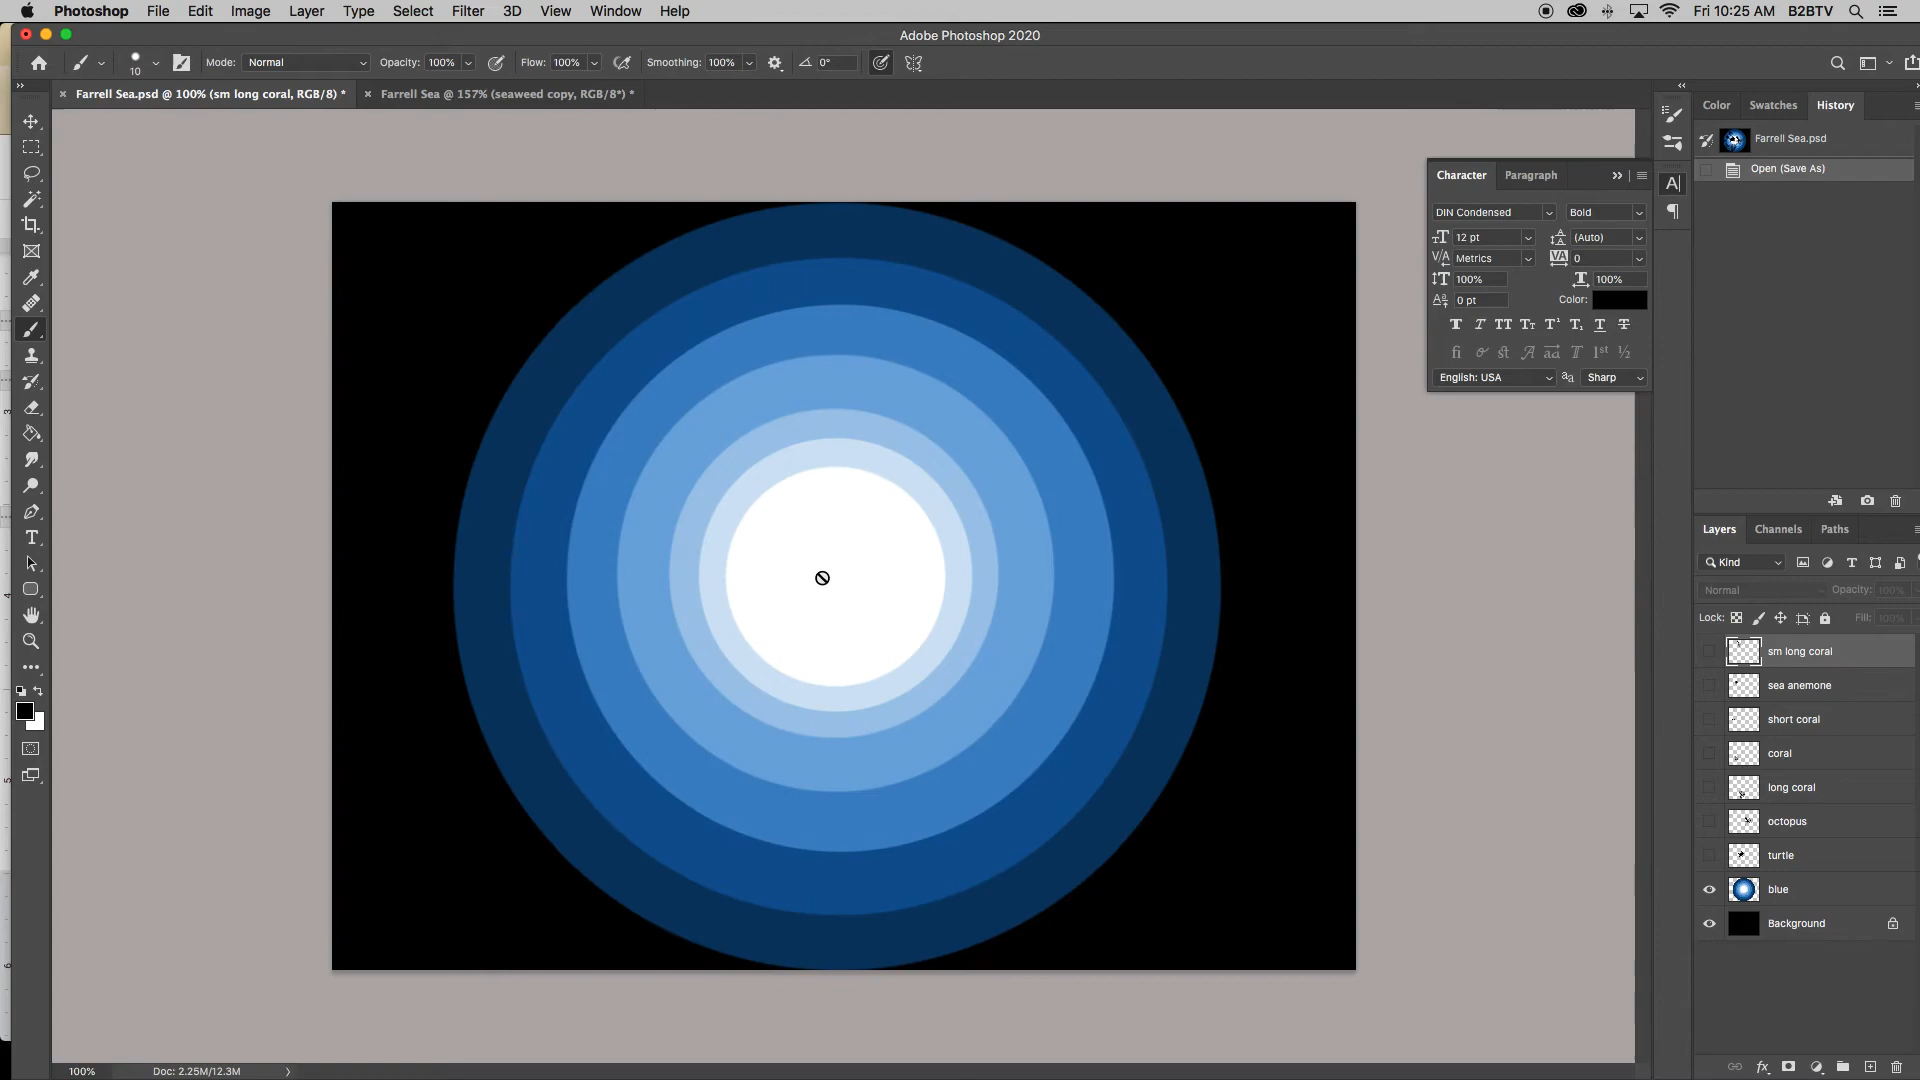 Photoshop File Edit Image Layer Type Select Filter 3D View Window Help Fri 10:25 AM B2BTV
Adobe Photoshop 2020
10 Mode: Normal Opacity: 100% Flow: 100% Smoothing: 100% 0°
Farrell Sea.psd @ 100% (sm long coral, RGB/8) * Farrell Sea @ 157% (seaweed copy, RGB/8*) *
Color Swatches History
Farrell Sea.psd
Open (Save As)
Character Paragraph
DIN Condensed Bold
12 pt (Auto)
Metrics 0
100% 100%
0 pt Color:
English: USA Sharp
Layers Channels Paths
Kind
Normal Opacity: 100%
Lock: Fill: 100%
sm long coral
sea anemone
short coral
coral
long coral
octopus
turtle
blue
Background
3
4
5
6
100% Doc: 2.25M/12.3M